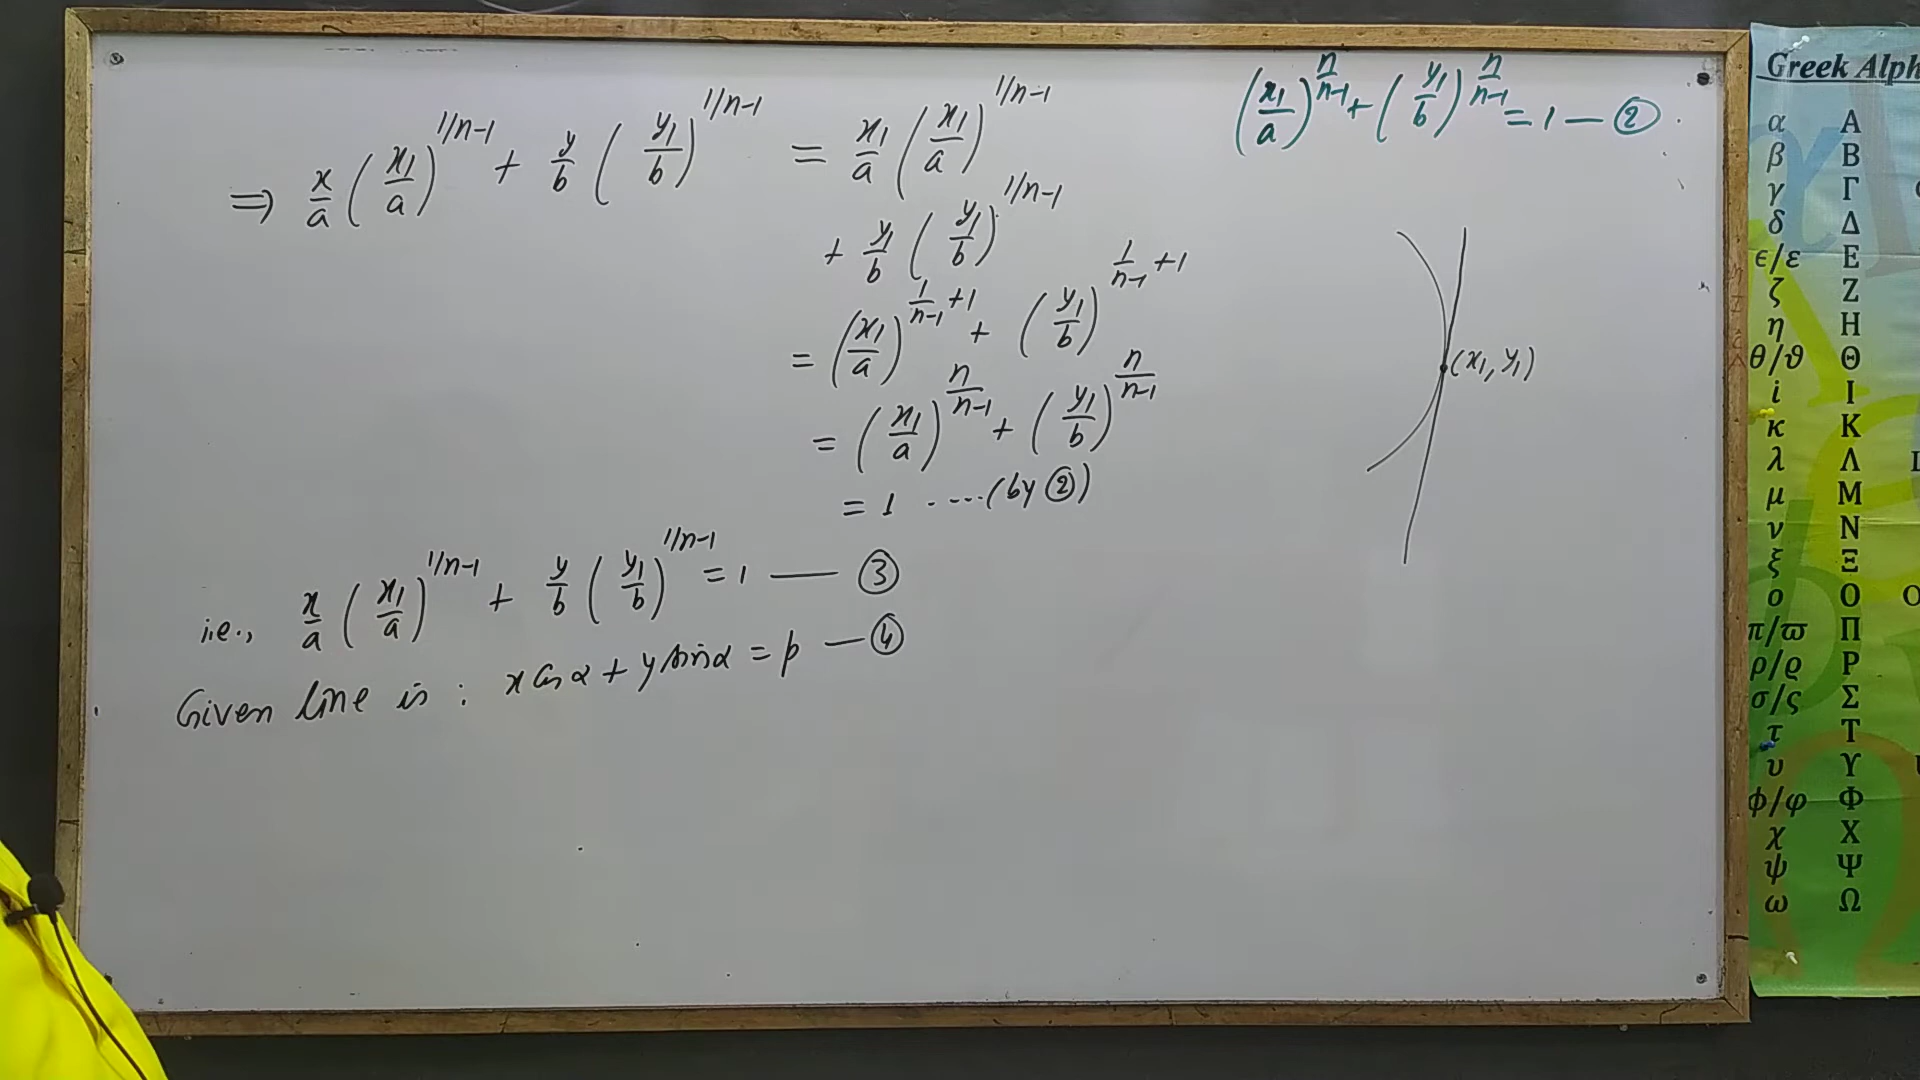 ⇒ x/a (x₁/a)^(1/n-1) + y/b (y₁/b)^(1/n-1) = x₁/a (x₁/a)^(1/n-1)
+ y₁/b (y₁/b)^(1/n-1)
= (x₁/a)^(1/(n-1) + 1) + (y₁/b)^(1/(n-1) + 1)
= (x₁/a)^(n/(n-1)) + (y₁/b)^(n/(n-1))
= 1 ....(by ②)
i.e., x/a (x₁/a)^(1/n-1) + y/b (y₁/b)^(1/n-1) = 1 — ③
Given line is : x cos α + y sin α = p — ④
(x₁/a)^(n/(n-1)) + (y₁/b)^(n/(n-1)) = 1 — ②
(x₁, y₁)
Greek Alph
α Α
β Β
γ Γ
δ Δ
ϵ/ε Ε
ζ Ζ
η Η
θ/ϑ Θ
i Ι
κ Κ
λ Λ
μ Μ
ν Ν
ξ Ξ
ο Ο
π/ϖ Π
ρ/ϱ Ρ
σ/ς Σ
τ Τ
υ Υ
ϕ/φ Φ
χ Χ
ψ Ψ
ω Ω